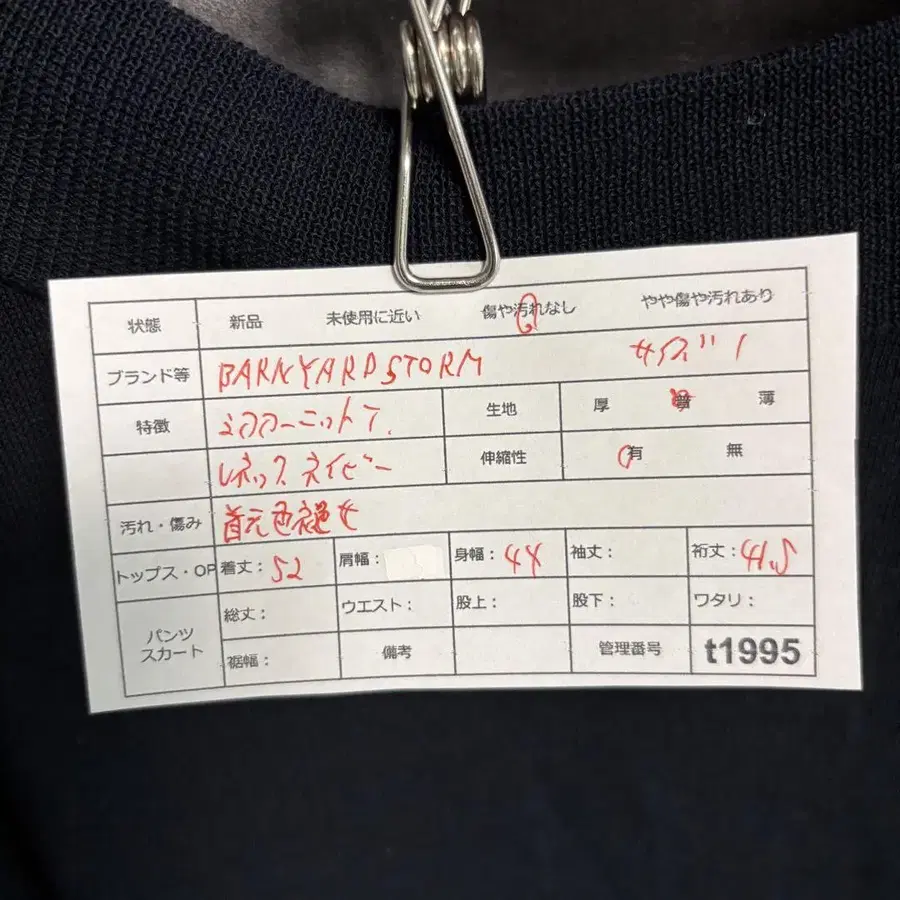 状態 新品 未使用に近い 傷や汚れなし やや傷や汚れあり
ブランド等 BARNYARDSTORM サイズ 1
特徴 ニットT. 生地 厚 普 薄
Vネック ネイビー 伸縮性 有 無
汚れ・傷み 首元色褪せ
トップス・OP 着丈: 52 肩幅: 身幅: 44 袖丈: 裄丈: 41.5
パンツ スカート 総丈: ウエスト: 股上: 股下: ワタリ:
裾幅: 備考 管理番号 t1995